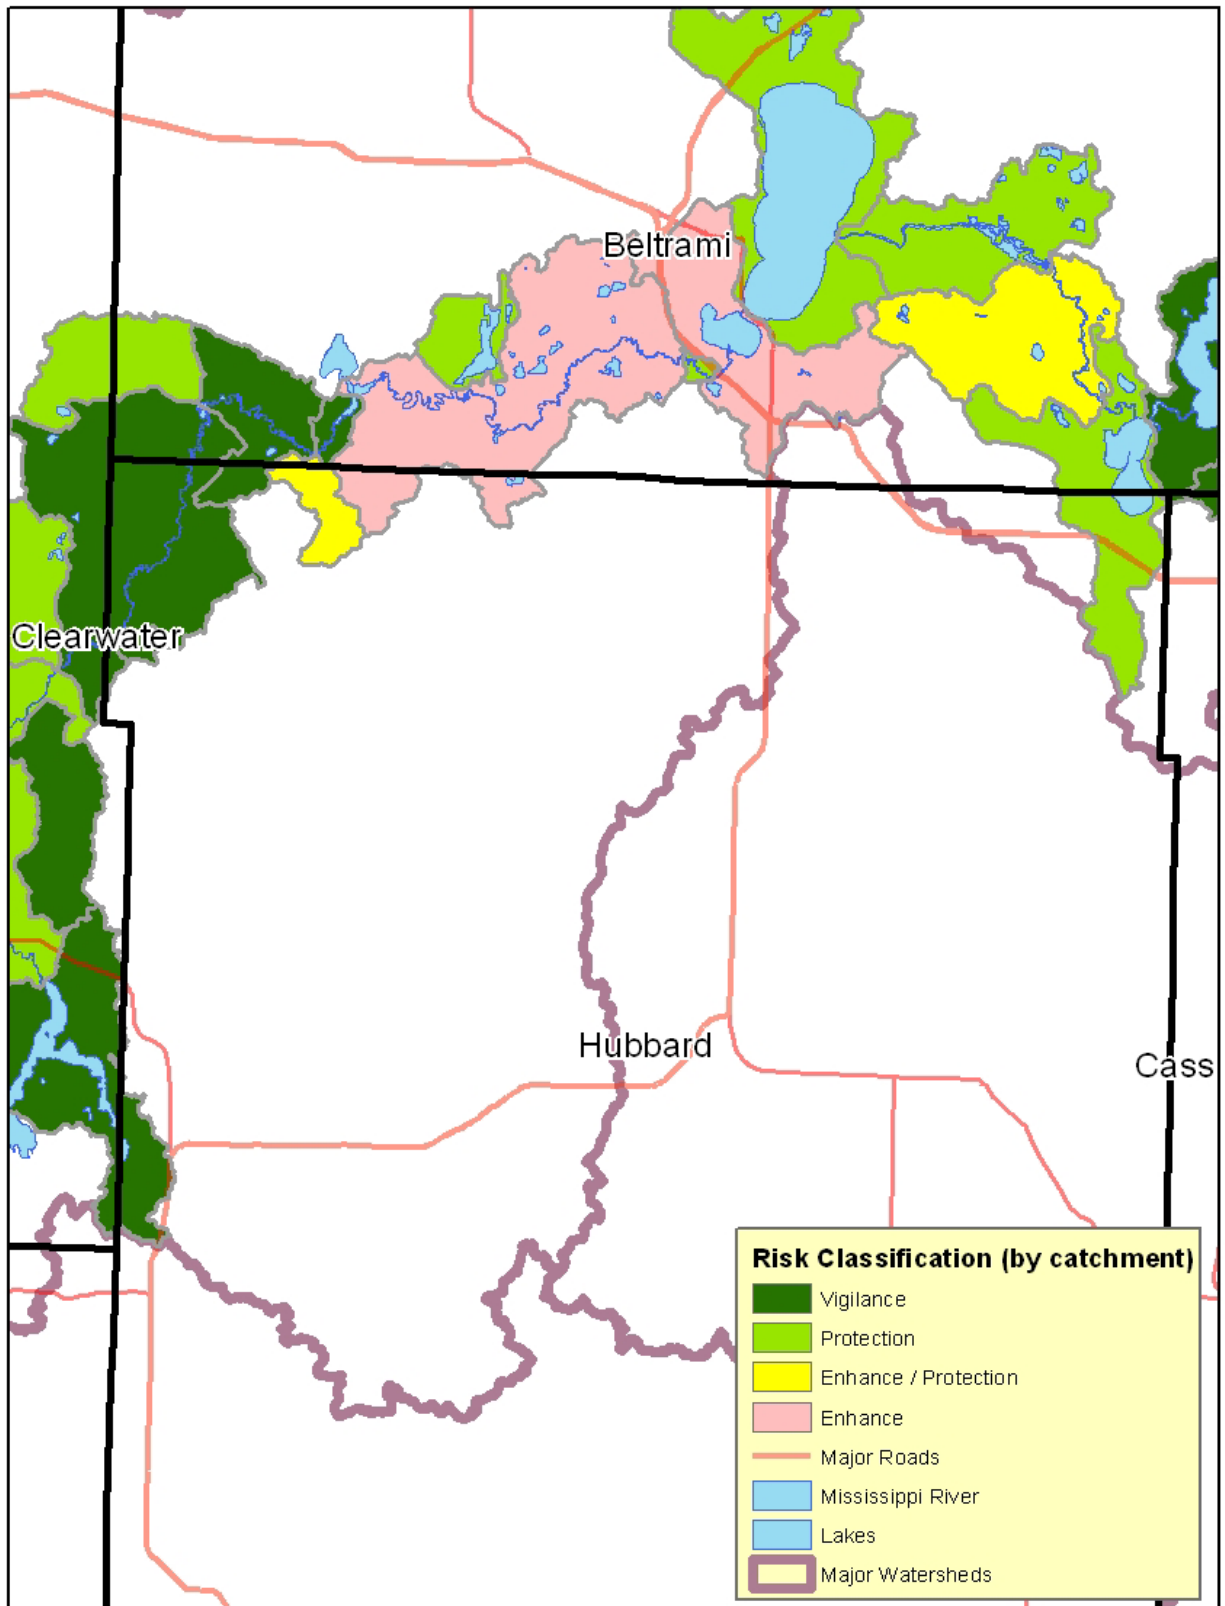 Beltrami
Clearwater
Hubbard
Cass
Risk Classification (by catchment)
Vigilance
Protection
Enhance / Protection
Enhance
Major Roads
Mississippi River
Lakes
Major Watersheds